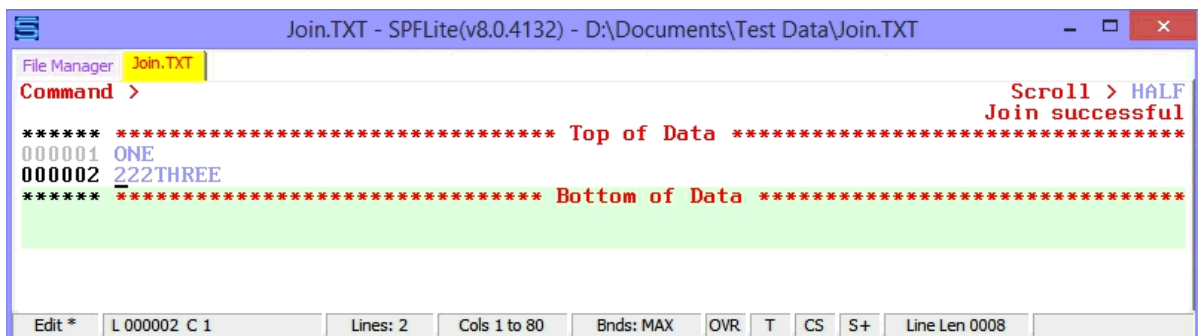 Join.TXT - SPFLite(v8.0.4132) - D:\Documents\Test Data\Join.TXT
File Manager Join.TXT
Command > Scroll > HALF
Join successful
****** ********************************* Top of Data **********************************
000001 ONE
000002 222THREE
****** ******************************** Bottom of Data ********************************
Edit * L 000002 C 1 Lines: 2 Cols 1 to 80 Bnds: MAX OVR T CS S+ Line Len 0008